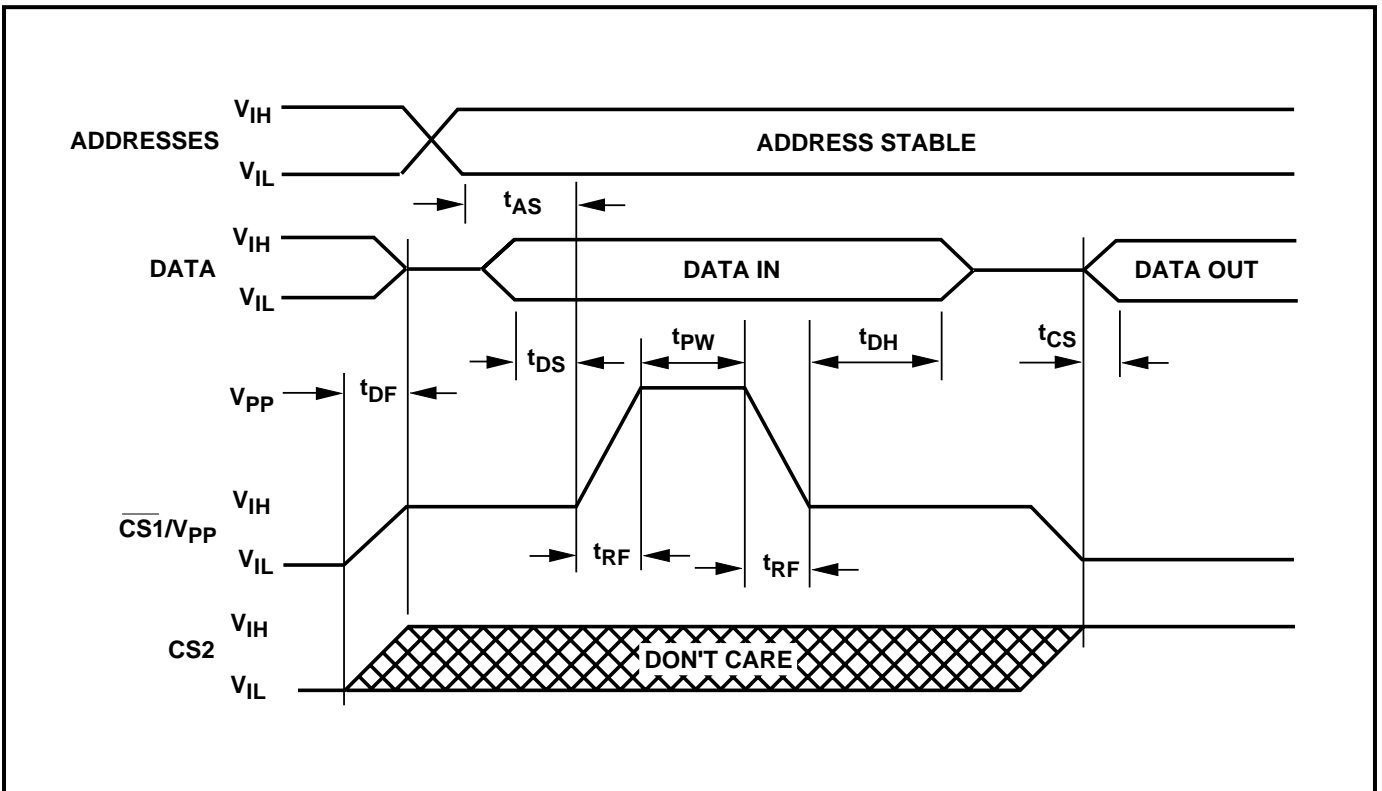 VIH
ADDRESSES
ADDRESS STABLE
VIL
tAS
VIH
DATA
DATA IN
DATA OUT
VIL
tDS
tPW
tDH
tCS
VPP
tDF
VIH
CS1/VPP
VIL
tRF
tRF
VIH
CS2
DON'T CARE
VIL